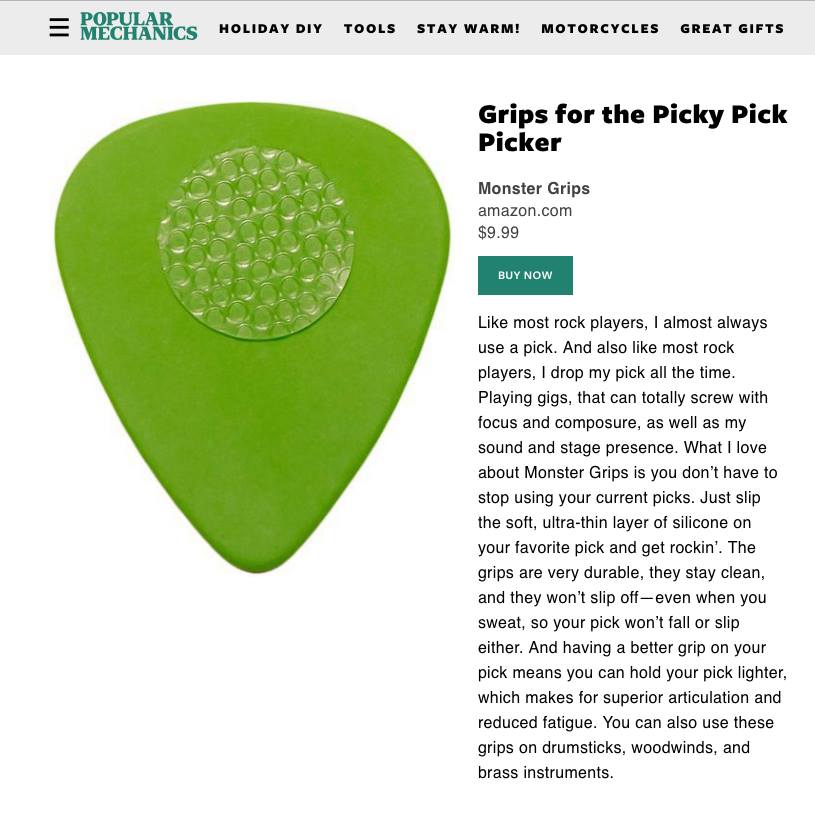 POPULAR
MECHANICS
HOLIDAY DIY
TOOLS
STAY WARM!
MOTORCYCLES
GREAT GIFTS
Grips for the Picky Pick
Picker
Monster Grips
amazon.com
$9.99
BUY NOW
Like most rock players, I almost always
use a pick. And also like most rock
players, I drop my pick all the time.
Playing gigs, that can totally screw with
focus and composure, as well as my
sound and stage presence. What I love
about Monster Grips is you don’t have to
stop using your current picks. Just slip
the soft, ultra-thin layer of silicone on
your favorite pick and get rockin’. The
grips are very durable, they stay clean,
and they won’t slip off—even when you
sweat, so your pick won’t fall or slip
either. And having a better grip on your
pick means you can hold your pick lighter,
which makes for superior articulation and
reduced fatigue. You can also use these
grips on drumsticks, woodwinds, and
brass instruments.